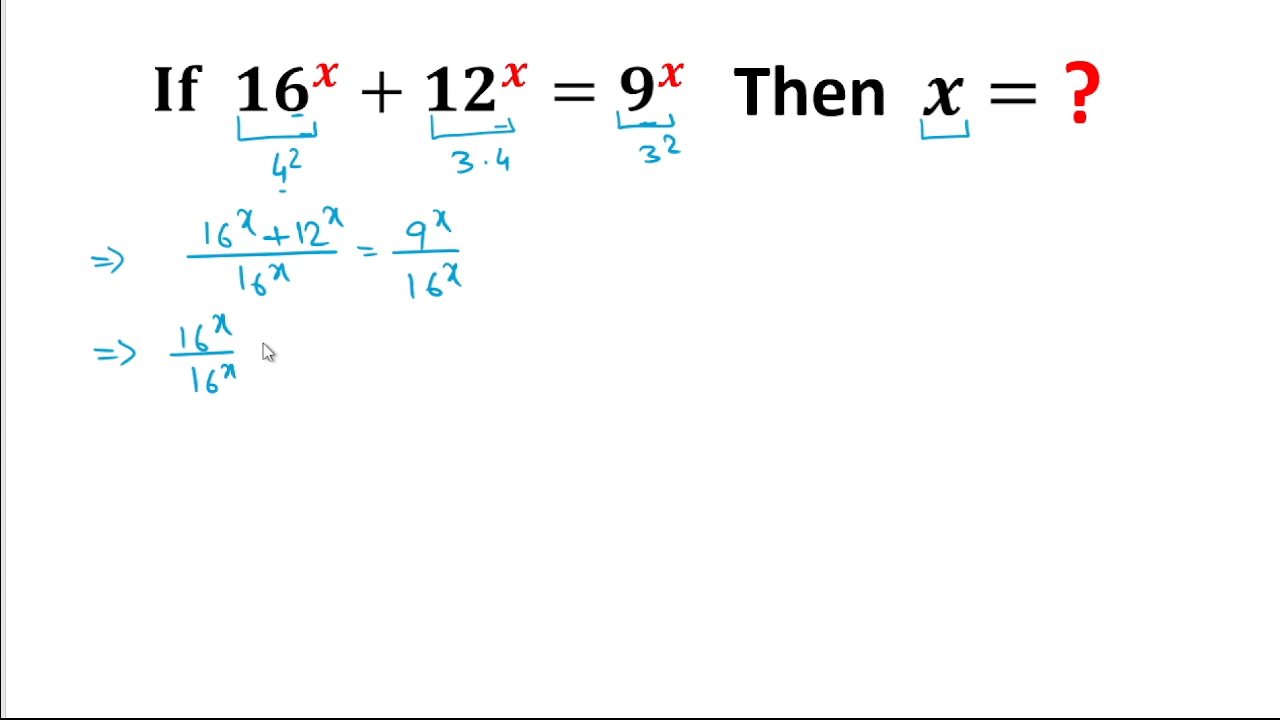 If 16^x + 12^x = 9^x Then x = ?
4^2 3·4 3^2
=> (16^x + 12^x)/16^x = 9^x/16^x
=> 16^x/16^x